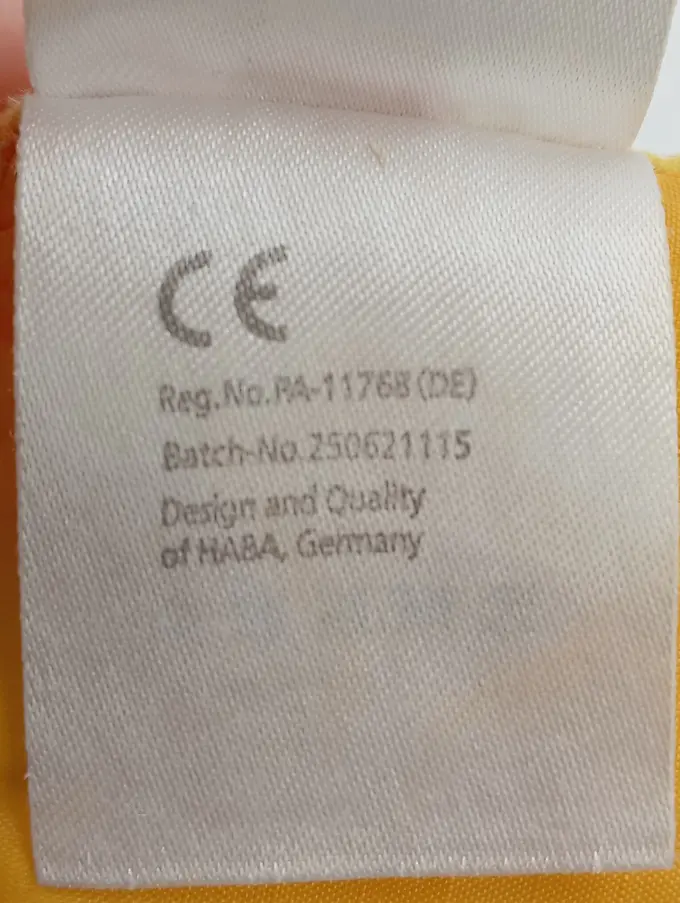 CE
Reg.No.PA-11768 (DE)
Batch-No.250621115
Design and Quality
of HABA, Germany